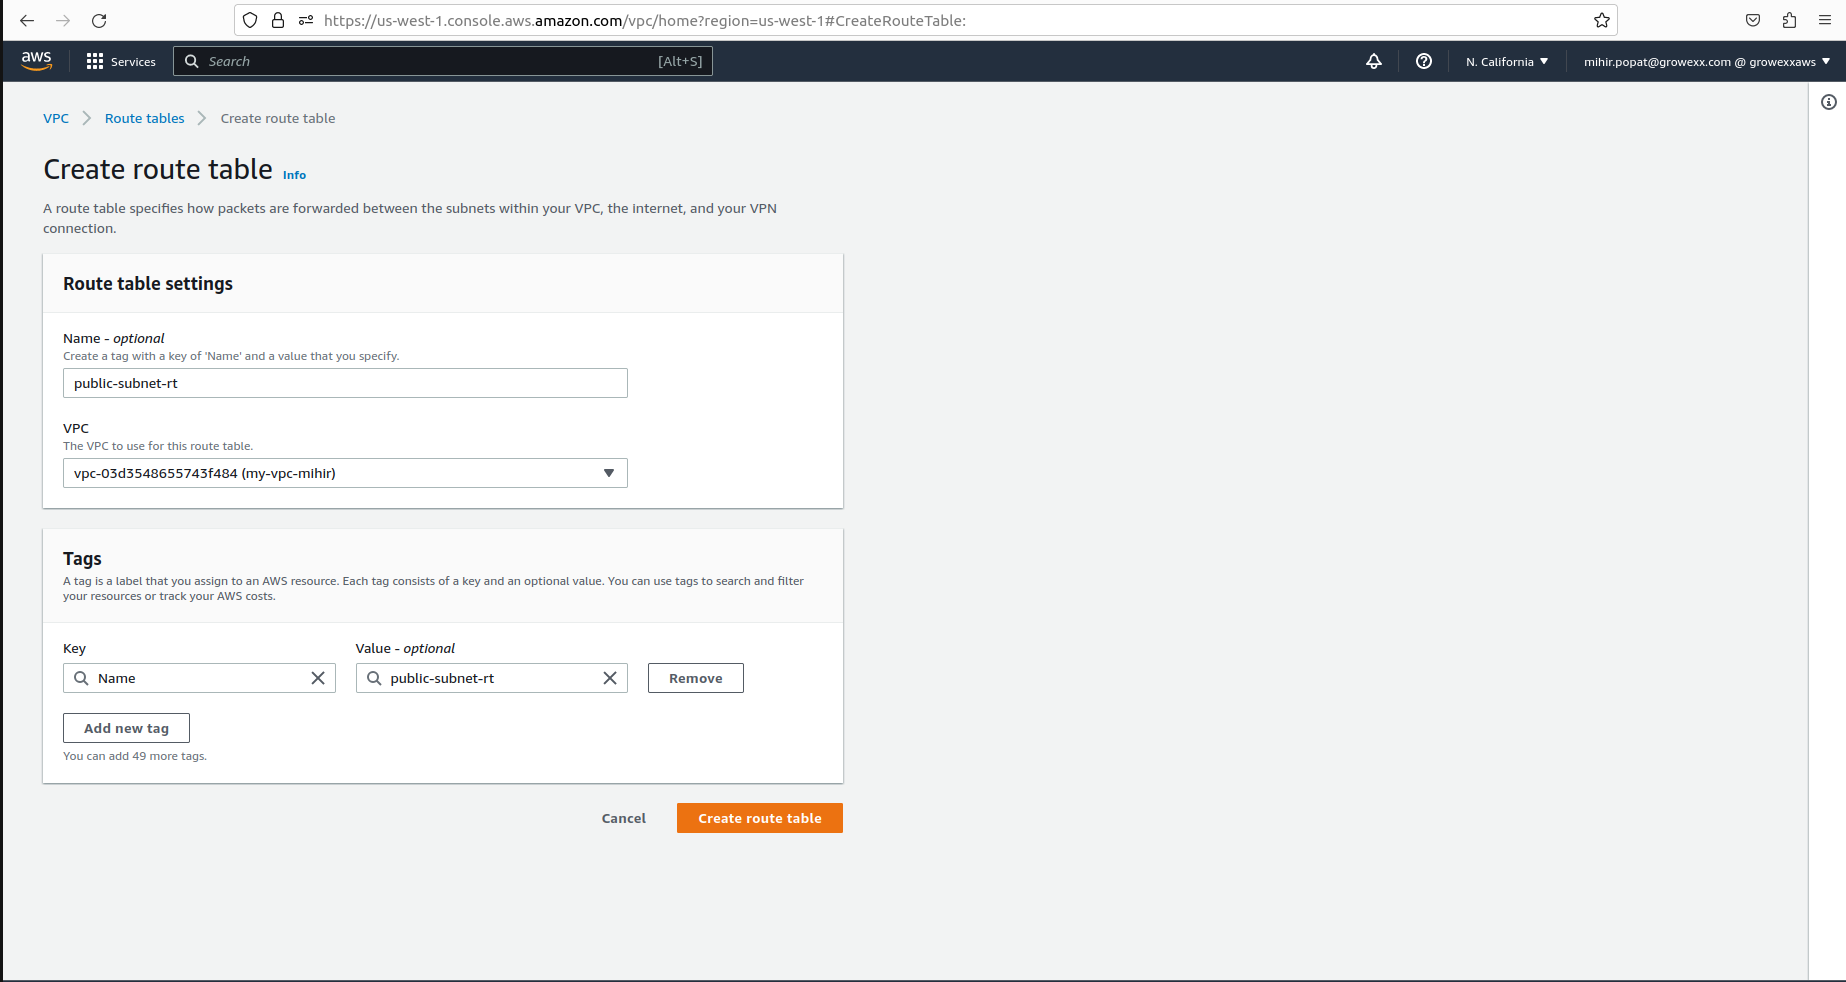 https://us-west-1.console.aws.amazon.com/vpc/home?region=us-west-1#CreateRouteTable:
aws Services Search [Alt+S] N. California mihir.popat@growexx.com @ growexxaws
VPC Route tables Create route table
Create route table Info
A route table specifies how packets are forwarded between the subnets within your VPC, the internet, and your VPN
connection.
Route table settings
Name - optional
Create a tag with a key of 'Name' and a value that you specify.
public-subnet-rt
VPC
The VPC to use for this route table.
vpc-03d3548655743f484 (my-vpc-mihir)
Tags
A tag is a label that you assign to an AWS resource. Each tag consists of a key and an optional value. You can use tags to search and filter
your resources or track your AWS costs.
Key Value - optional
Name public-subnet-rt Remove
Add new tag
You can add 49 more tags.
Cancel Create route table